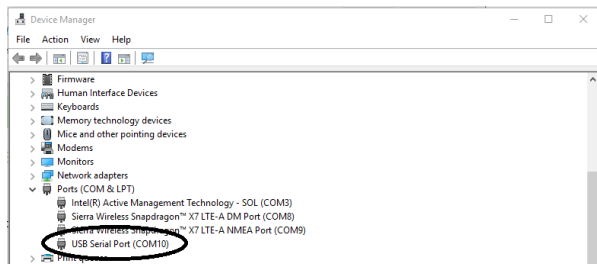 Device Manager
File Action View Help
Firmware
Human Interface Devices
Keyboards
Memory technology devices
Mice and other pointing devices
Modems
Monitors
Network adapters
Ports (COM & LPT)
Intel(R) Active Management Technology - SOL (COM3)
Sierra Wireless Snapdragon™ X7 LTE-A DM Port (COM8)
Sierra Wireless Snapdragon™ X7 LTE-A NMEA Port (COM9)
USB Serial Port (COM10)
Print queues